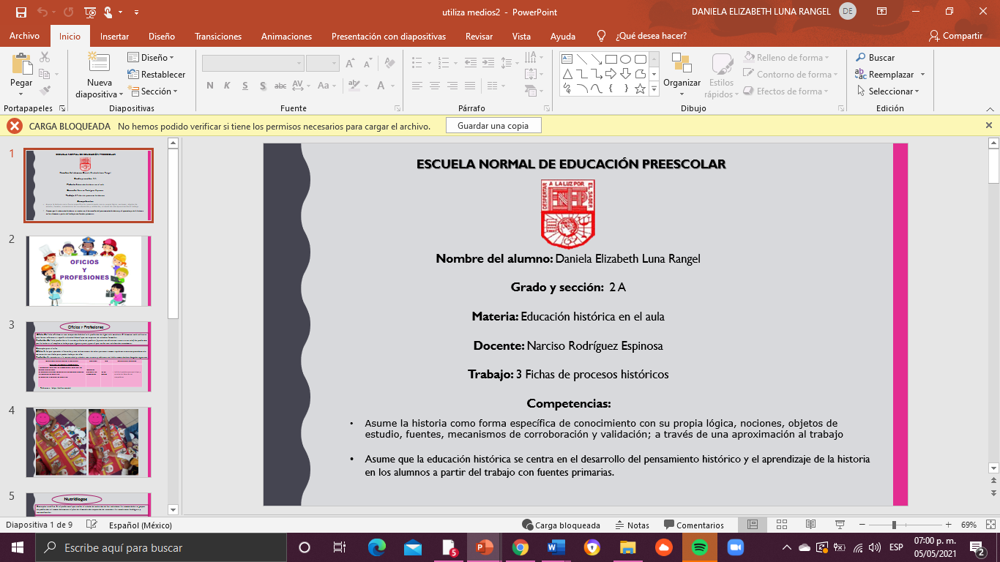 utiliza medios2 - PowerPoint
DANIELA ELIZABETH LUNA RANGEL DE
Archivo Inicio Insertar Diseño Transiciones Animaciones Presentación con diapositivas Revisar Vista Ayuda ¿Qué desea hacer? Compartir
Pegar
Nueva diapositiva
Diseño
Restablecer
Sección
N K S S abc AV Aa A
Organizar
Estilos rápidos
Relleno de forma
Contorno de forma
Efectos de forma
Buscar
Reemplazar
Seleccionar
Portapapeles Diapositivas Fuente Párrafo Dibujo Edición
CARGA BLOQUEADA No hemos podido verificar si tiene los permisos necesarios para cargar el archivo. Guardar una copia
1
2
OFICIOS
Y
PROFESIONES
3
Oficios y Profesiones
4
5
Nutriólogos
ESCUELA NORMAL DE EDUCACIÓN PREESCOLAR
DESPERTAR A LA LUZ POR EL SABER
ENEP
Nombre del alumno: Daniela Elizabeth Luna Rangel
Grado y sección: 2 A
Materia: Educación histórica en el aula
Docente: Narciso Rodríguez Espinosa
Trabajo: 3 Fichas de procesos históricos
Competencias:
• Asume la historia como forma específica de conocimiento con su propia lógica, nociones, objetos de
estudio, fuentes, mecanismos de corroboración y validación; a través de una aproximación al trabajo
• Asume que la educación histórica se centra en el desarrollo del pensamiento histórico y el aprendizaje de la historia
en los alumnos a partir del trabajo con fuentes primarias.
Diapositiva 1 de 9 Español (México) Carga bloqueada Notas Comentarios 69%
Escribe aquí para buscar
5
ESP
07:00 p. m.
05/05/2021
2